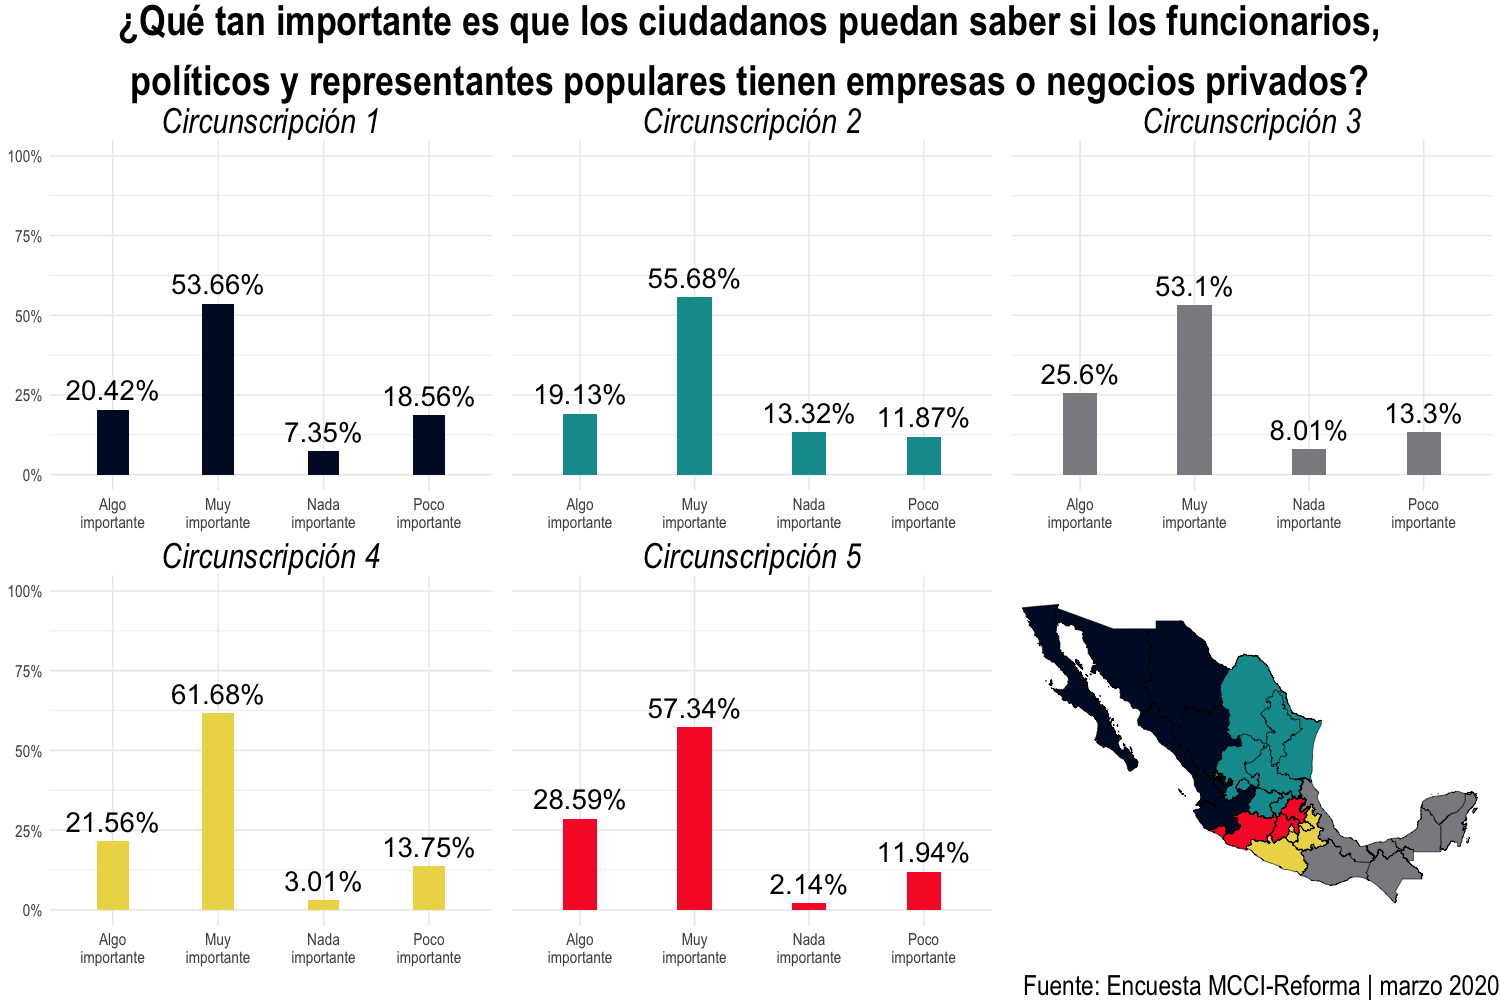 ¿Qué tan importante es que los ciudadanos puedan saber si los funcionarios,
políticos y representantes populares tienen empresas o negocios privados?
Circunscripción 1
100%
75%
50%
25%
0%
20.42%
53.66%
7.35%
18.56%
Algo
importante
Muy
importante
Nada
importante
Poco
importante
Circunscripción 2
19.13%
55.68%
13.32%
11.87%
Algo
importante
Muy
importante
Nada
importante
Poco
importante
Circunscripción 3
25.6%
53.1%
8.01%
13.3%
Algo
importante
Muy
importante
Nada
importante
Poco
importante
Circunscripción 4
100%
75%
50%
25%
0%
21.56%
61.68%
3.01%
13.75%
Algo
importante
Muy
importante
Nada
importante
Poco
importante
Circunscripción 5
28.59%
57.34%
2.14%
11.94%
Algo
importante
Muy
importante
Nada
importante
Poco
importante
Fuente: Encuesta MCCI-Reforma | marzo 2020